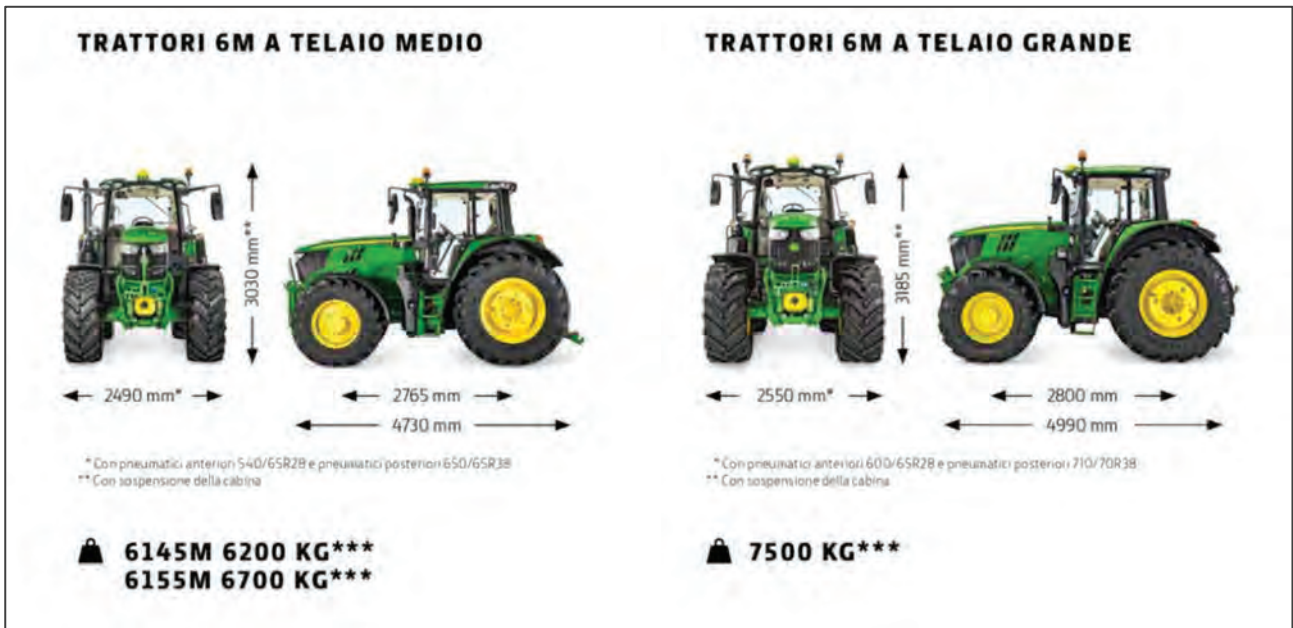 TRATTORI 6M A TELAIO MEDIO
3030 mm**
2490 mm*
2765 mm
4730 mm
* Con pneumatici anteriori 540/65R28 e pneumatici posteriori 650/65R38
** Con sospensione della cabina
6145M 6200 KG***
6155M 6700 KG***
TRATTORI 6M A TELAIO GRANDE
3185 mm**
2550 mm*
2800 mm
4990 mm
* Con pneumatici anteriori 600/65R28 e pneumatici posteriori 710/70R38
** Con sospensione della cabina
7500 KG***